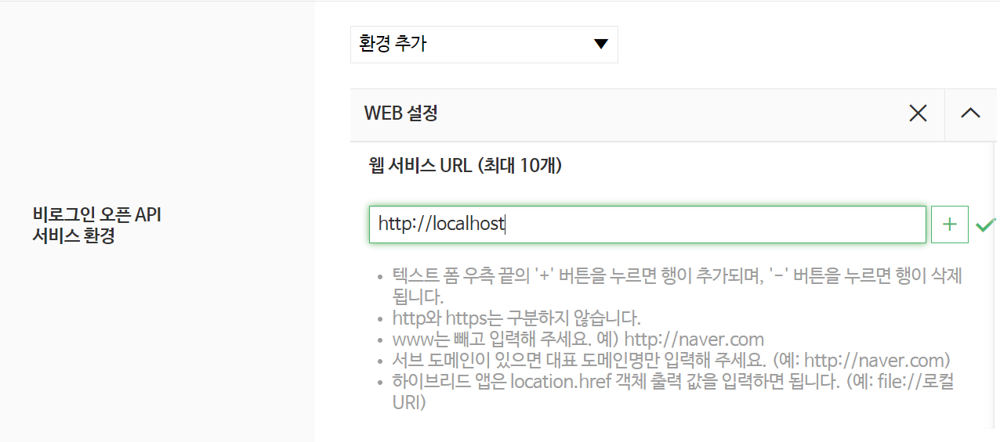 환경 추가
WEB 설정
웹 서비스 URL (최대 10개)
비로그인 오픈 API
서비스 환경
http://localhost
+
• 텍스트 폼 우측 끝의 '+' 버튼을 누르면 행이 추가되며, '-' 버튼을 누르면 행이 삭제
됩니다.
• http와 https는 구분하지 않습니다.
• www는 빼고 입력해 주세요. 예) http://naver.com
• 서브 도메인이 있으면 대표 도메인명만 입력해 주세요. (예: http://naver.com)
• 하이브리드 앱은 location.href 객체 출력 값을 입력하면 됩니다. (예: file://로컬
URI)